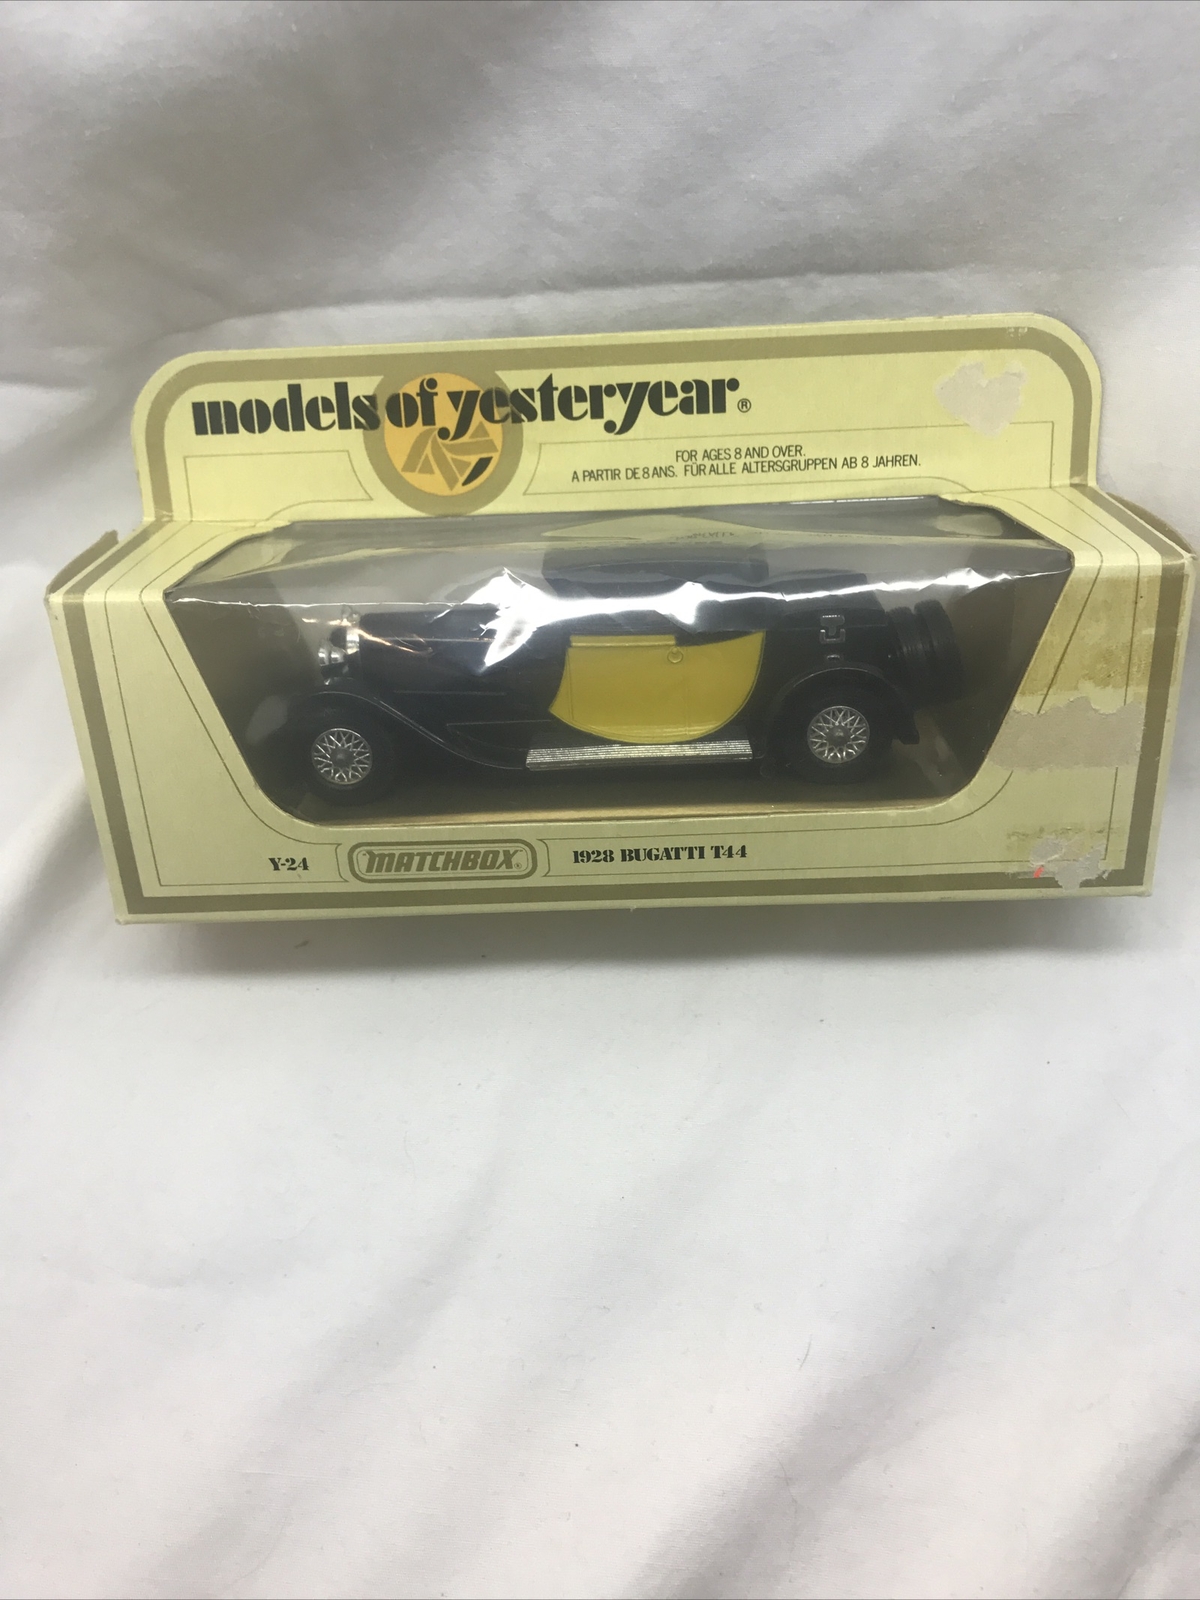 models of yesteryear®
FOR AGES 8 AND OVER.
A PARTIR DE 8 ANS. FÜR ALLE ALTERSGRUPPEN AB 8 JAHREN.
Y-24 MATCHBOX® 1928 BUGATTI T44